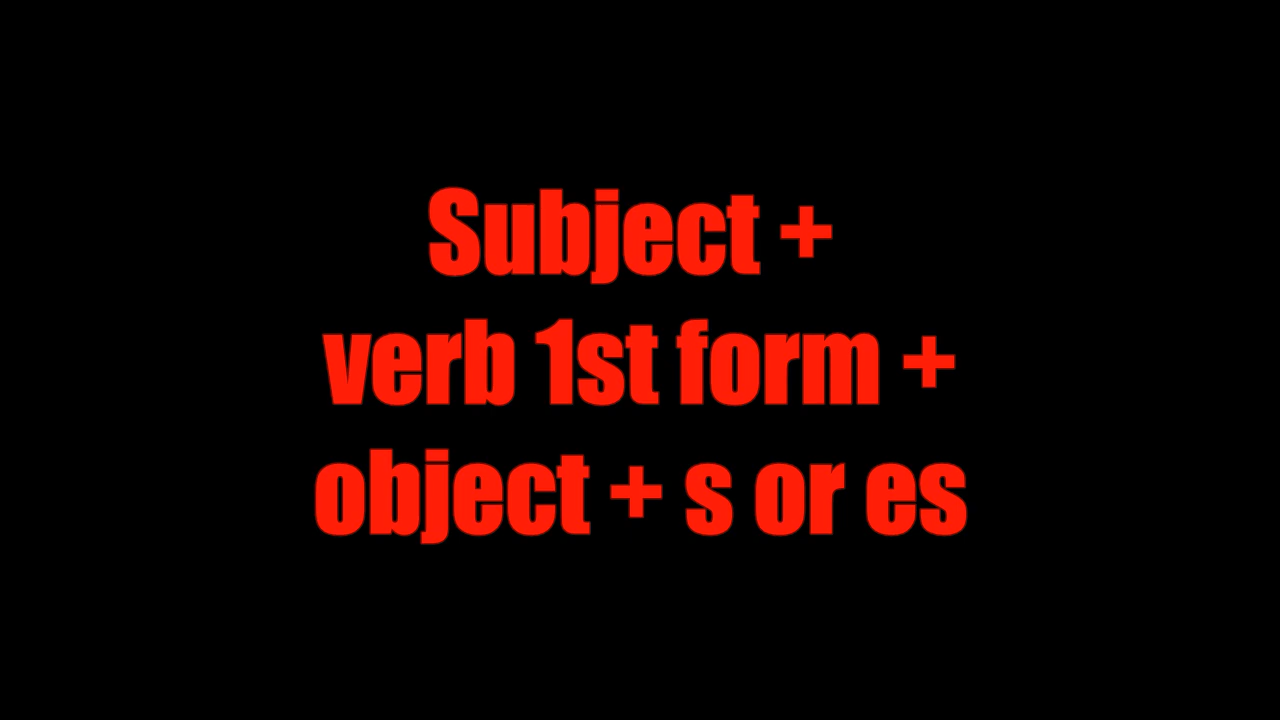 Subject +
verb 1st form +
object + s or es